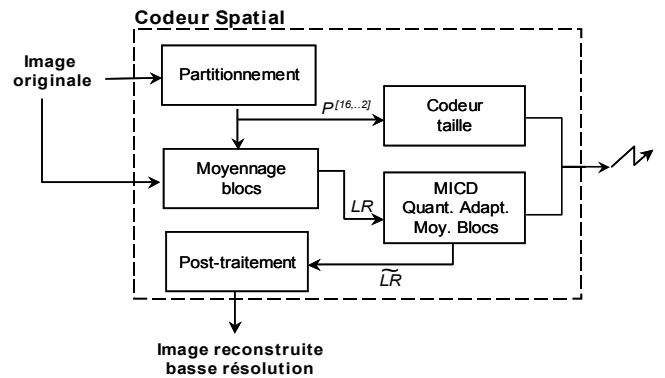 Codeur Spatial
Image
originale
Partitionnement
P[16,..2]
Codeur
taille
Moyennage
blocs
LR
MICD
Quant. Adapt.
Moy. Blocs
Post-traitement
L͠R
Image reconstruite
basse résolution